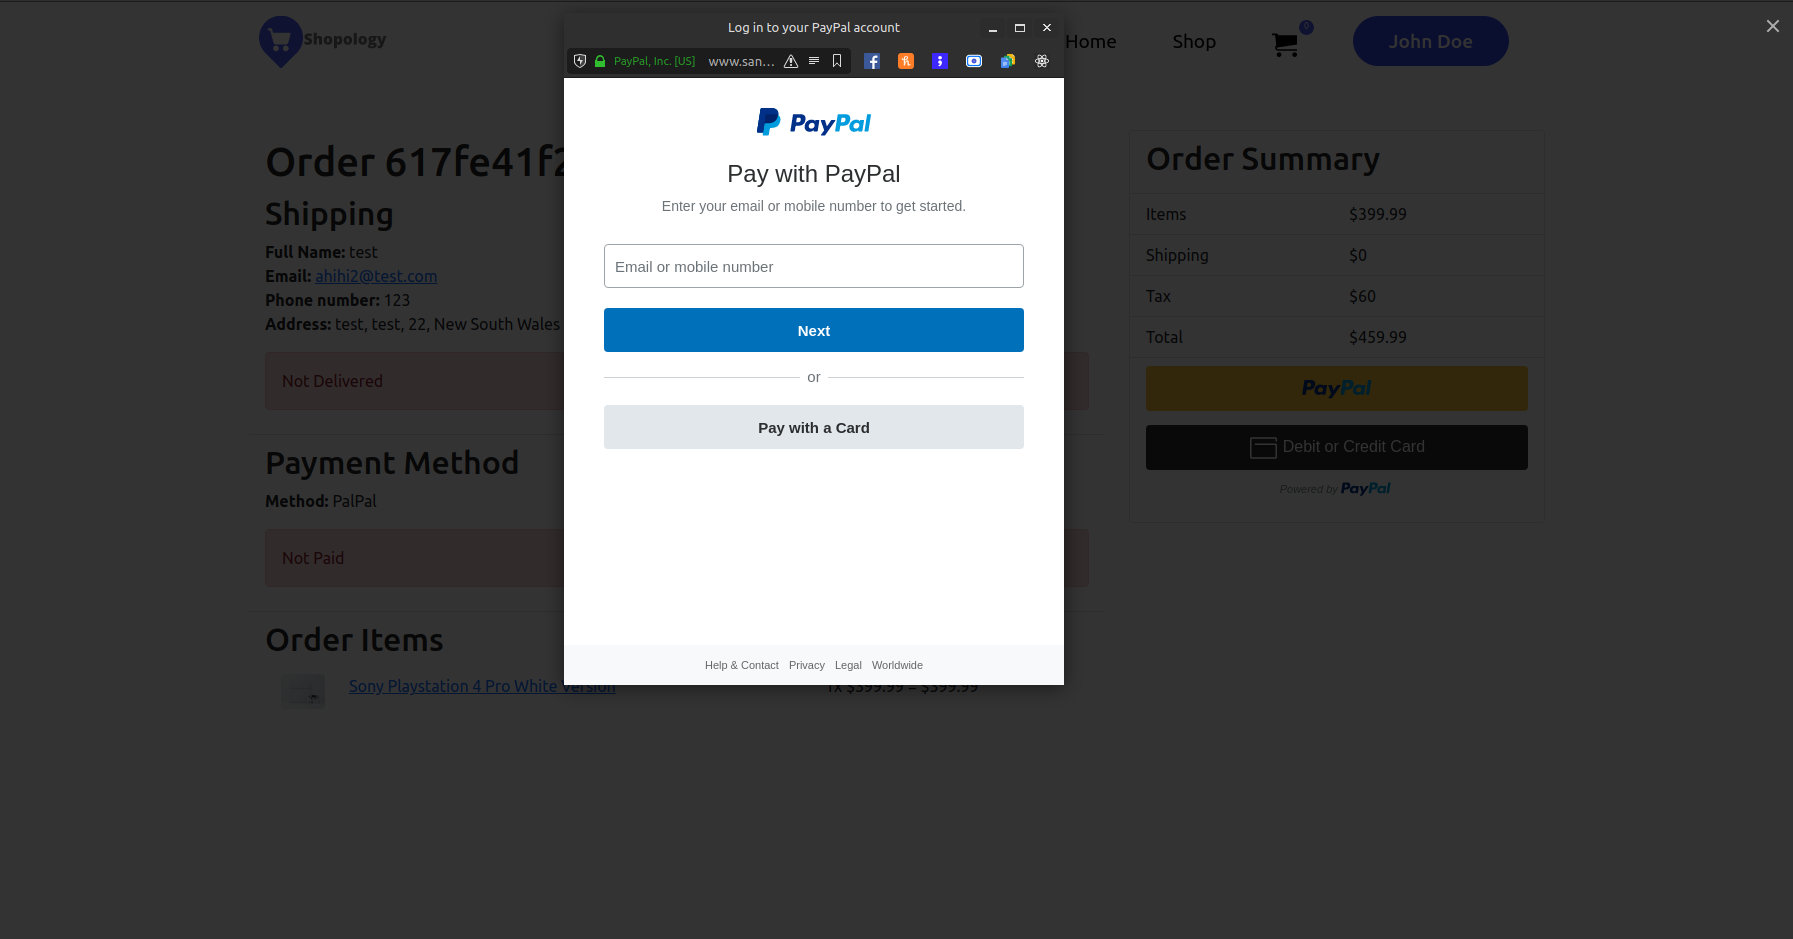 Shopology
Home
Shop
0
John Doe
Log in to your PayPal account
PayPal, Inc. [US]
www.san...
PayPal
Pay with PayPal
Enter your email or mobile number to get started.
Email or mobile number
Next
or
Pay with a Card
Help & Contact Privacy Legal Worldwide
Order 617fe41f2
Shipping
Full Name: test
Email: ahihi2@test.com
Phone number: 123
Address: test, test, 22, New South Wales
Not Delivered
Payment Method
Method: PalPal
Not Paid
Order Items
Sony Playstation 4 Pro White Version
1x $399.99 = $399.99
Order Summary
Items $399.99
Shipping $0
Tax $60
Total $459.99
PayPal
Debit or Credit Card
Powered by PayPal